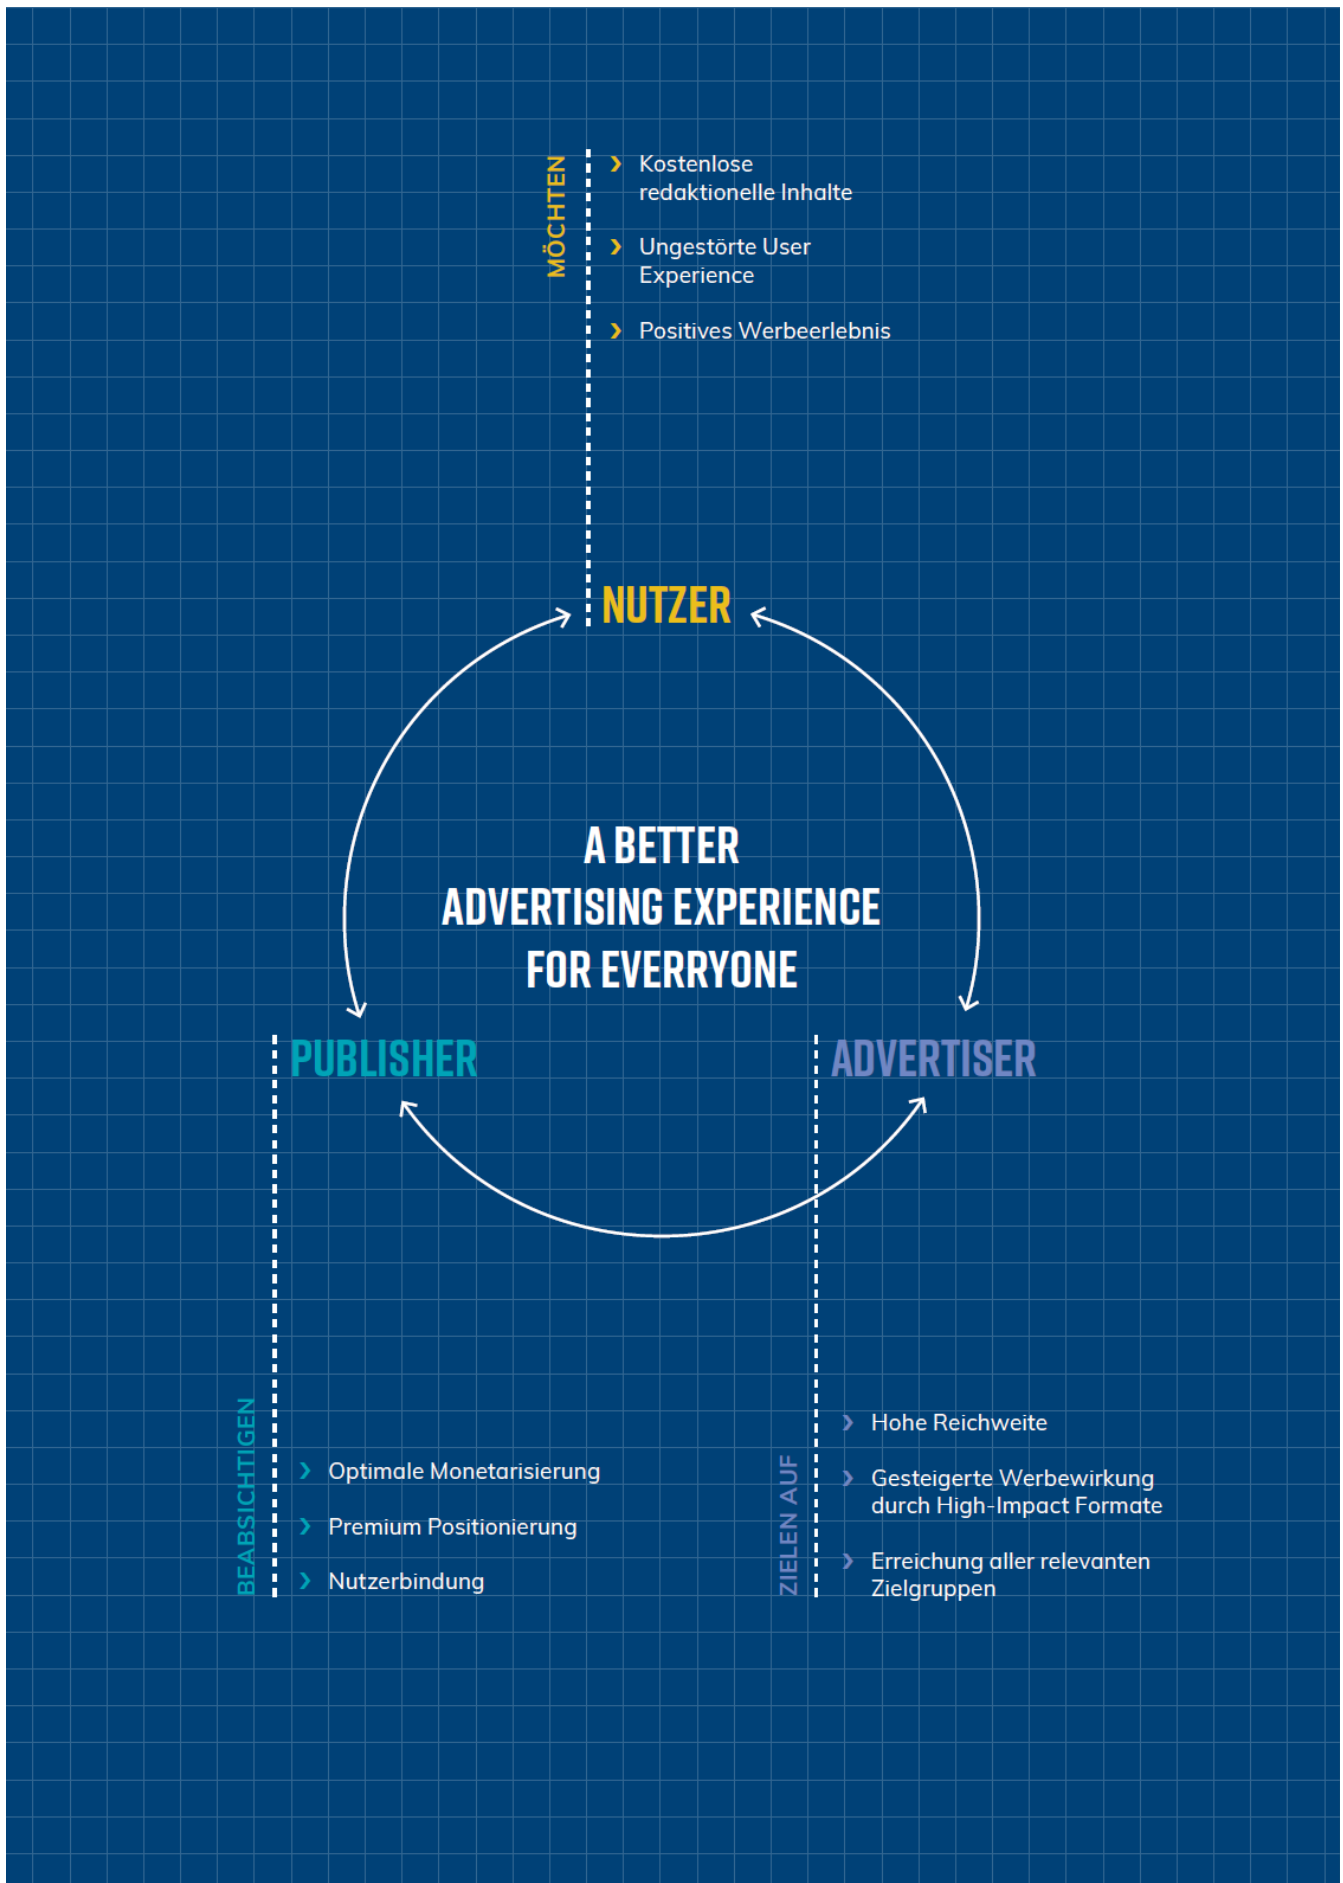 MÖCHTEN
Kostenlose
redaktionelle Inhalte
Ungestörte User
Experience
Positives Werbeerlebnis
NUTZER
A BETTER
ADVERTISING EXPERIENCE
FOR EVERRYONE
PUBLISHER
ADVERTISER
BEABSICHTIGEN
Optimale Monetarisierung
Premium Positionierung
Nutzerbindung
ZIELEN AUF
Hohe Reichweite
Gesteigerte Werbewirkung
durch High-Impact Formate
Erreichung aller relevanten
Zielgruppen